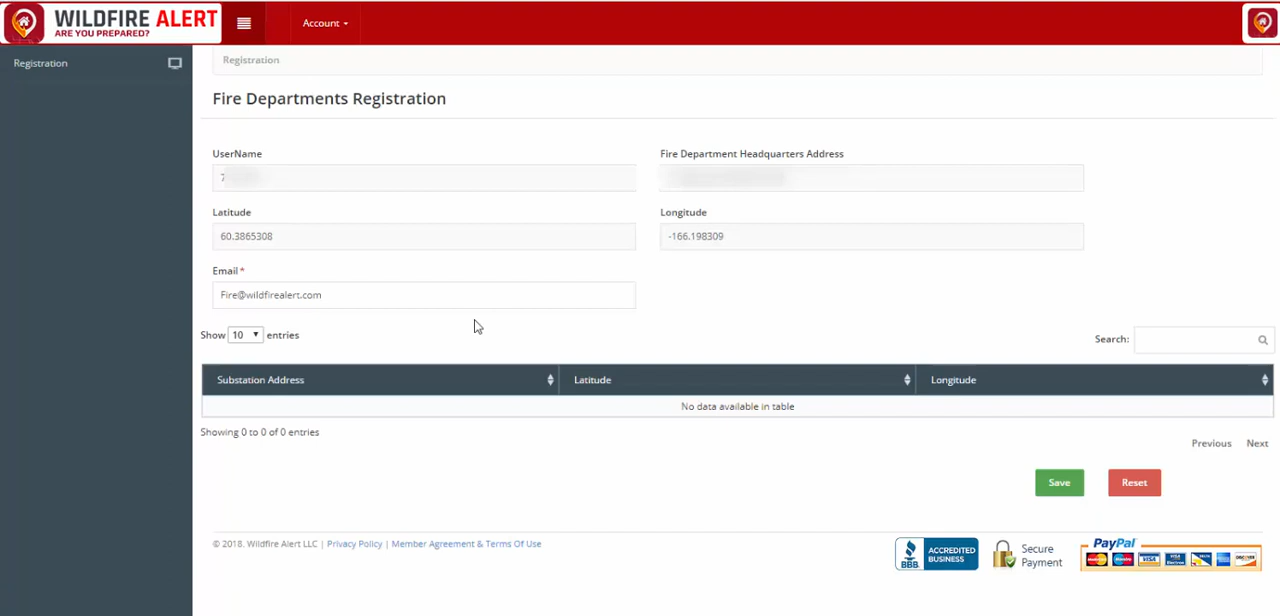 WILDFIRE ALERT
ARE YOU PREPARED?
Account
Registration
Registration
Fire Departments Registration
UserName
Fire Department Headquarters Address
7
Latitude
Longitude
60.3865308
-166.198309
Email *
Fire@wildfirealert.com
Show 10 entries
Search:
Substation Address
Latitude
Longitude
No data available in table
Showing 0 to 0 of 0 entries
Previous
Next
Save
Reset
© 2018. Wildfire Alert LLC | Privacy Policy | Member Agreement & Terms Of Use
BBB
ACCREDITED
BUSINESS
Secure
Payment
PayPal
VISA